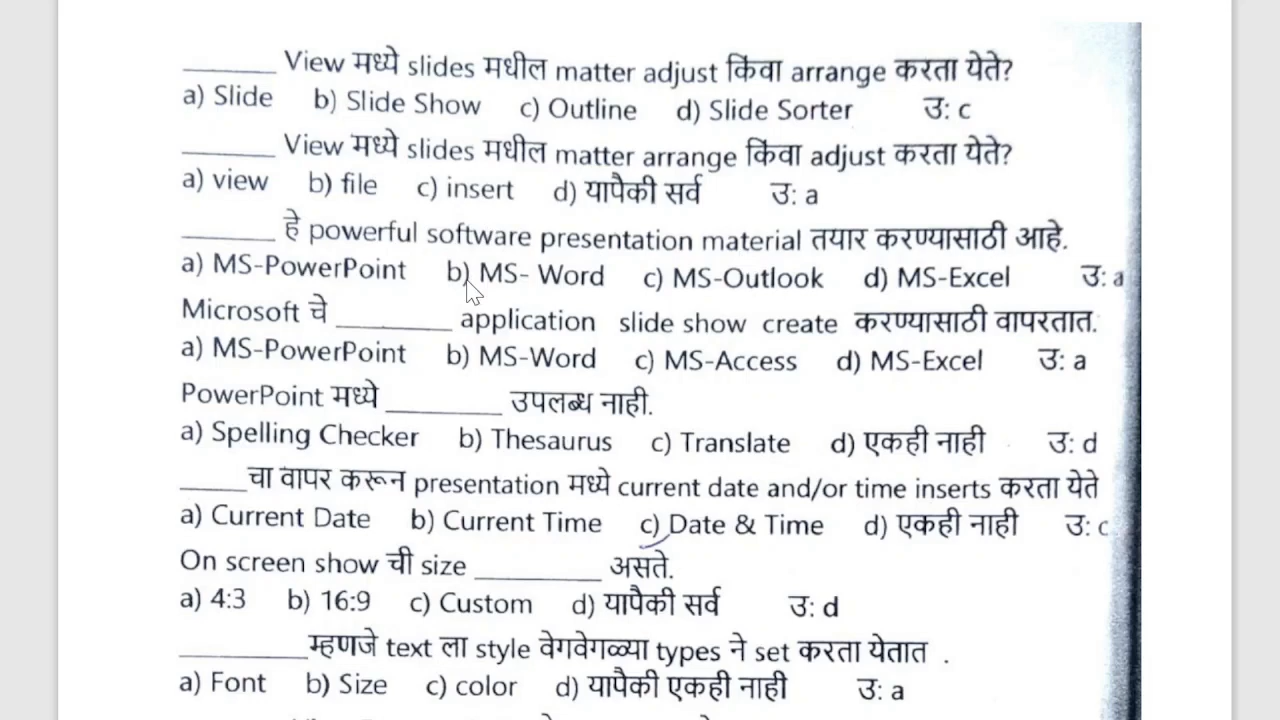 _______ View मध्ये slides मधील matter adjust किंवा arrange करता येते?
a) Slide b) Slide Show c) Outline d) Slide Sorter उ: c
_______ View मध्ये slides मधील matter arrange किंवा adjust करता येते?
a) view b) file c) insert d) यापैकी सर्व उ: a
_______ हे powerful software presentation material तयार करण्यासाठी आहे.
a) MS-PowerPoint b) MS- Word c) MS-Outlook d) MS-Excel उ: a
Microsoft चे _________ application slide show create करण्यासाठी वापरतात.
a) MS-PowerPoint b) MS-Word c) MS-Access d) MS-Excel उ: a
PowerPoint मध्ये _________ उपलब्ध नाही.
a) Spelling Checker b) Thesaurus c) Translate d) एकही नाही उ: d
_____चा वापर करून presentation मध्ये current date and/or time inserts करता येते
a) Current Date b) Current Time c) Date & Time d) एकही नाही उ: c
On screen show ची size __________ असते.
a) 4:3 b) 16:9 c) Custom d) यापैकी सर्व उ: d
__________म्हणजे text ला style वेगवेगळ्या types ने set करता येतात .
a) Font b) Size c) color d) यापैकी एकही नाही उ: a